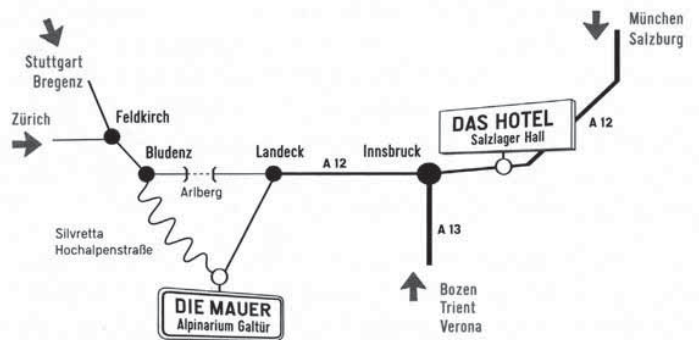 München
Salzburg
Stuttgart
Bregenz
Zürich
Feldkirch
DAS HOTEL
Salzlager Hall
A 12
Bludenz
Landeck
A 12
Innsbruck
Arlberg
Silvretta
Hochalpenstraße
A 13
DIE MAUER
Alpinarium Galtür
Bozen
Trient
Verona